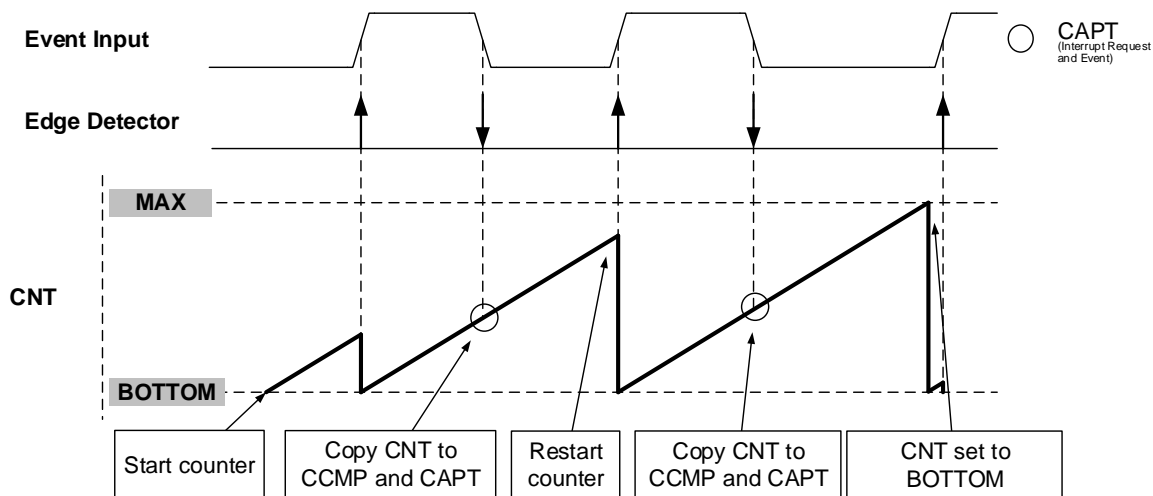 Event Input
CAPT
(Interrupt Request
and Event)
Edge Detector
MAX
CNT
BOTTOM
Start counter
Copy CNT to
CCMP and CAPT
Restart
counter
Copy CNT to
CCMP and CAPT
CNT set to
BOTTOM